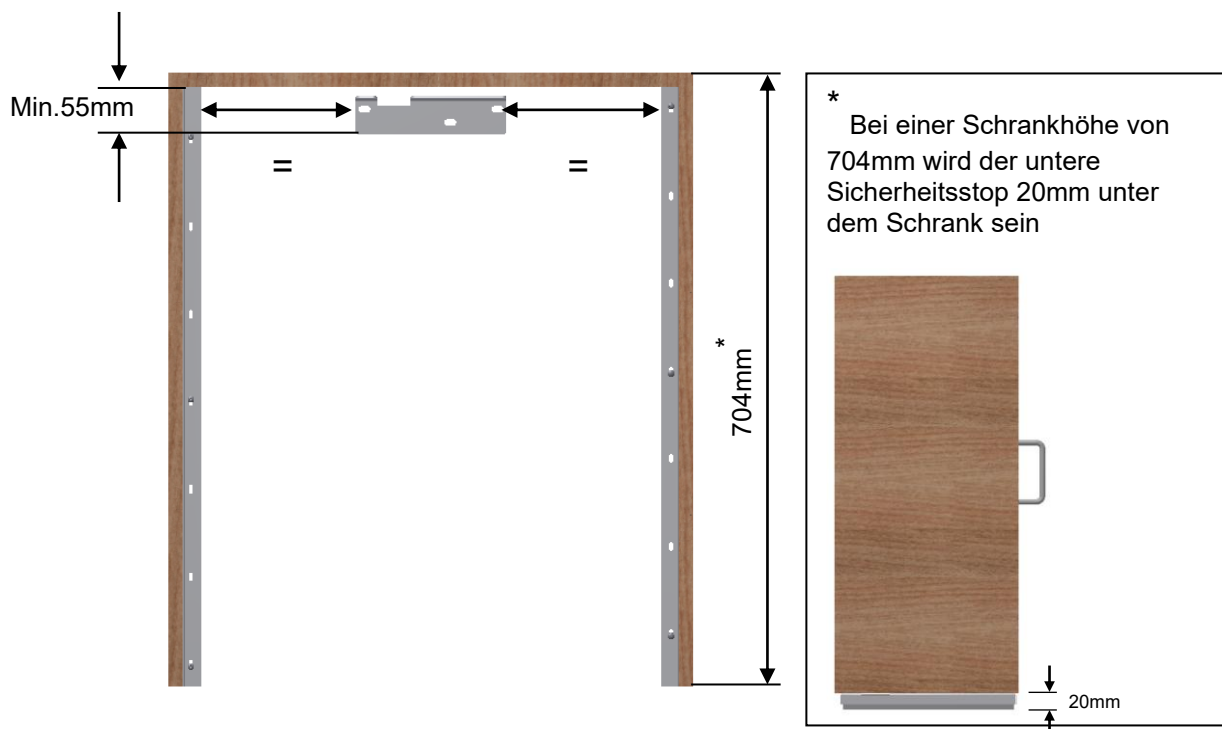 Min.55mm
=
=
*
704mm
*
Bei einer Schrankhöhe von
704mm wird der untere
Sicherheitsstop 20mm unter
dem Schrank sein
20mm